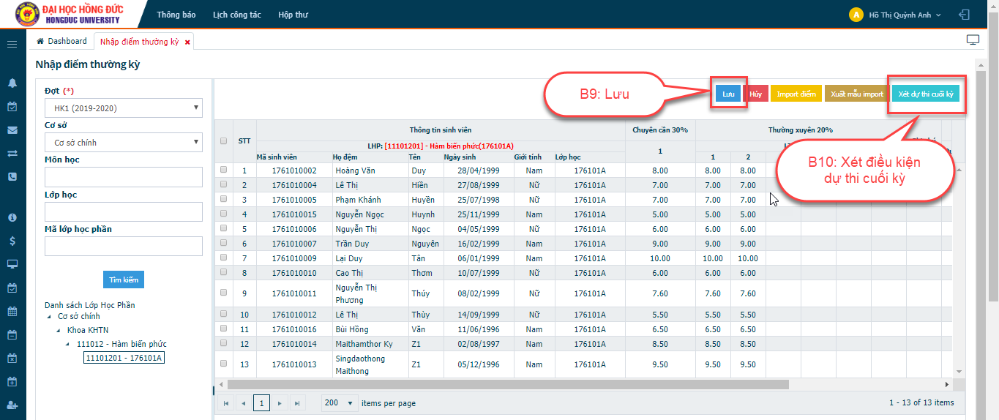 ĐẠI HỌC HỒNG ĐỨC
HONGDUC UNIVERSITY
Thông báo Lịch công tác Hộp thư
A Hồ Thị Quỳnh Anh
Dashboard Nhập điểm thường kỳ ×
Nhập điểm thường kỳ
Đợt (*)
HK1 (2019-2020)
Cơ sở
Cơ sở chính
Môn học
Lớp học
Mã lớp học phần
Tìm kiếm
Danh sách Lớp Học Phần
Cơ sở chính
Khoa KHTN
111012 - Hàm biến phức
11101201 - 176101A
B9: Lưu
Lưu Hủy Import điểm Xuất mẫu import Xét dự thi cuối kỳ
B10: Xét điều kiện
dự thi cuối kỳ
STT Thông tin sinh viên Chuyên cần 30% Thường xuyên 20%
LHP: [11101201] - Hàm biến phức(176101A) 1
Mã sinh viên Họ đệm Tên Ngày sinh Giới tính Lớp học 1 2
1 1761010002 Hoàng Văn Duy 28/04/1999 Nam 176101A 8.00 8.00 8.00
2 1761010004 Lê Thị Hiền 27/08/1999 Nữ 176101A 7.00 7.00 7.00
3 1761010005 Phạm Khánh Huyền 25/07/1998 Nữ 176101A 7.00 7.00 7.00
4 1761010015 Nguyễn Ngọc Huynh 25/11/1999 Nam 176101A 5.00 5.00 5.00
5 1761010006 Nguyễn Thị Ngọc 04/05/1999 Nữ 176101A 6.00 6.00 6.00
6 1761010007 Trần Duy Nguyên 16/02/1999 Nam 176101A 9.00 9.00 9.00
7 1761010009 Lại Duy Tân 06/01/1999 Nam 176101A 10.00 10.00 10.00
8 1761010010 Cao Thị Thơm 10/07/1999 Nữ 176101A 6.00 6.00 6.00
9 1761010011 Nguyễn Thị Phương Thúy 08/02/1999 Nữ 176101A 7.60 7.60 7.60
10 1761010012 Lê Thị Thùy 14/09/1999 Nữ 176101A 5.50 5.50 5.50
11 1761010016 Bùi Hồng Văn 11/06/1996 Nam 176101A 6.50 6.50 6.50
12 1761010014 Maithamthor Ky Z1 02/08/1997 Nam 176101A 8.50 8.50 8.50
13 1761010013 Singdaothong Maithong Z1 05/12/1996 Nam 176101A 9.50 9.50 9.50
1 200 items per page 1 - 13 of 13 items